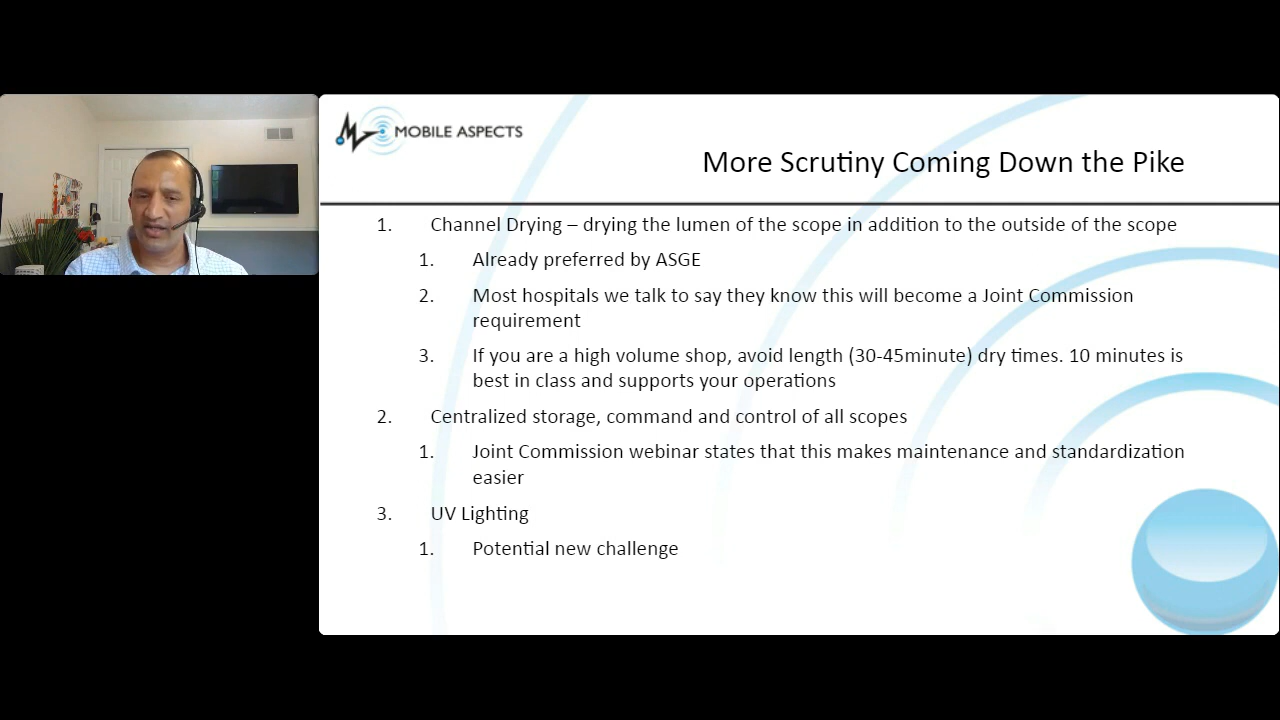 MOBILE ASPECTS
More Scrutiny Coming Down the Pike
1. Channel Drying – drying the lumen of the scope in addition to the outside of the scope
1. Already preferred by ASGE
2. Most hospitals we talk to say they know this will become a Joint Commission
requirement
3. If you are a high volume shop, avoid length (30-45minute) dry times. 10 minutes is
best in class and supports your operations
2. Centralized storage, command and control of all scopes
1. Joint Commission webinar states that this makes maintenance and standardization
easier
3. UV Lighting
1. Potential new challenge